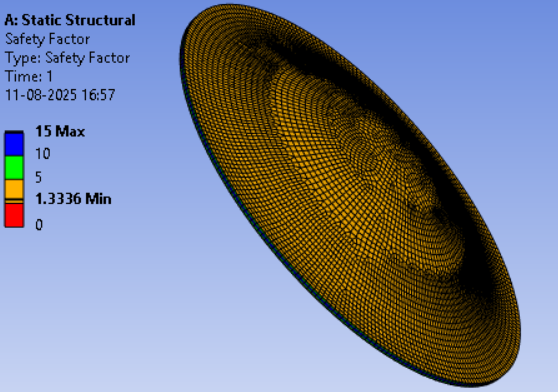 A: Static Structural
Safety Factor
Type: Safety Factor
Time: 1
11-08-2025 16:57
15 Max
10
5
1.3336 Min
0